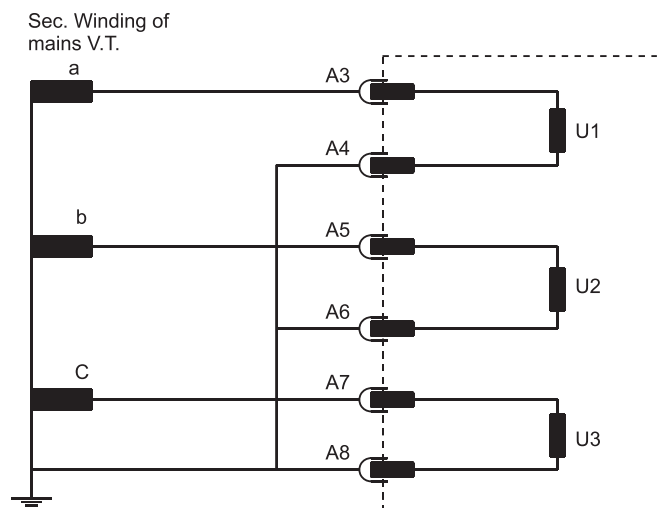 Sec. Winding of
mains V.T.
a
A3
U1
A4
b
A5
U2
A6
C
A7
U3
A8